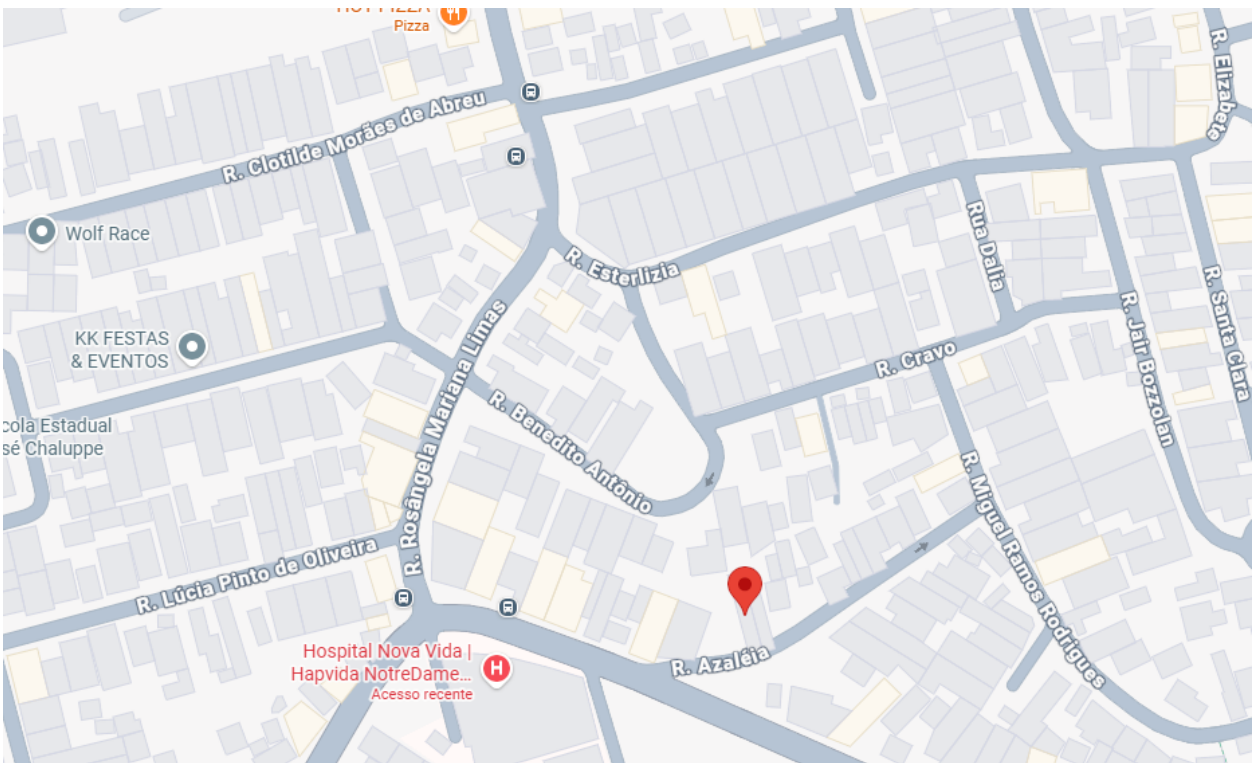 Pizza
R. Elizabete
R. Clotilde Morães de Abreu
Wolf Race
R. Esterlizia
Rua Dalia
R. Santa Clara
R. Jair Bozzolan
KK FESTAS
& EVENTOS
R. Rosângela Mariana Limas
R. Cravo
R. Benedito Antônio
cola Estadual
sé Chaluppe
R. Miguel Ramos Rodrigues
R. Lúcia Pinto de Oliveira
Hospital Nova Vida |
Hapvida NotreDame...
Acesso recente
H
R. Azaléia